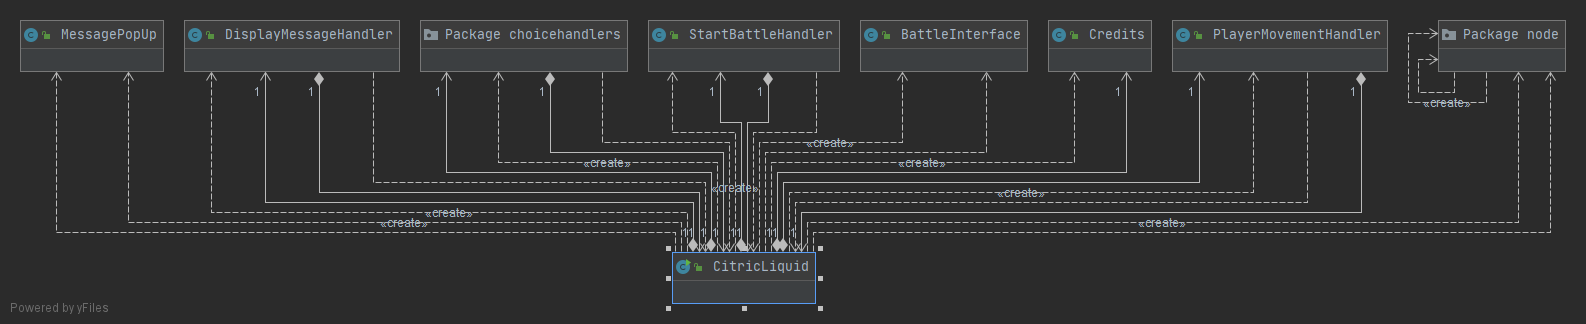 MessagePopUp
DisplayMessageHandler
Package choicehandlers
StartBattleHandler
BattleInterface
Credits
PlayerMovementHandler
Package node
1
1
1
1
1
1
1
1
1
«create»
«create»
«create»
«create»
«create»
«create»
«create»
«create»
«create»
CitricLiquid
Powered by yFiles